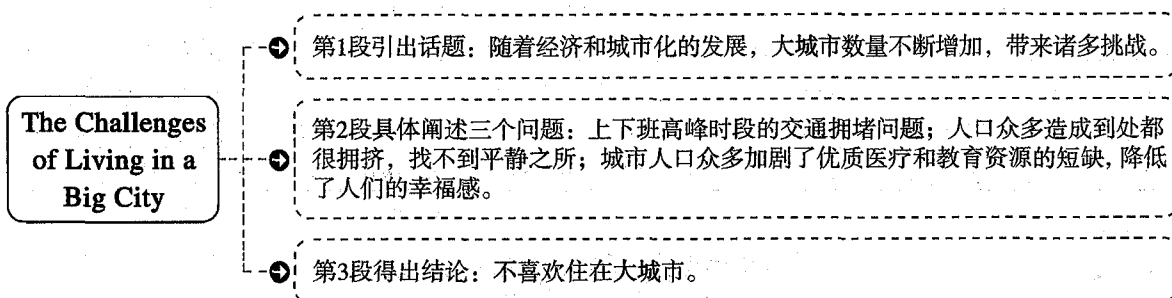 The Challenges
of Living in a
Big City
第1段引出话题：随着经济和城市化的发展，大城市数量不断增加，带来诸多挑战。
第2段具体阐述三个问题：上下班高峰时段的交通拥堵问题；人口众多造成到处都
很拥挤，找不到平静之所；城市人口众多加剧了优质医疗和教育资源的短缺，降低
了人们的幸福感。
第3段得出结论：不喜欢住在大城市。